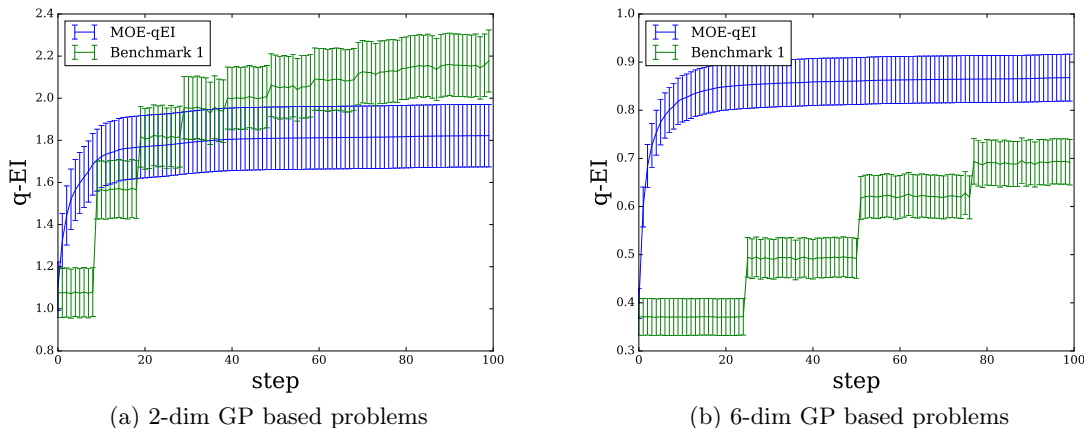 2.4
2.2
2.0
1.8
1.6
1.4
1.2
1.0
0.8
q-EI
MOE-qEI
Benchmark 1
0 20 40 60 80 100
step
(a) 2-dim GP based problems
1.0
0.9
0.8
0.7
0.6
0.5
0.4
0.3
q-EI
MOE-qEI
Benchmark 1
0 20 40 60 80 100
step
(b) 6-dim GP based problems